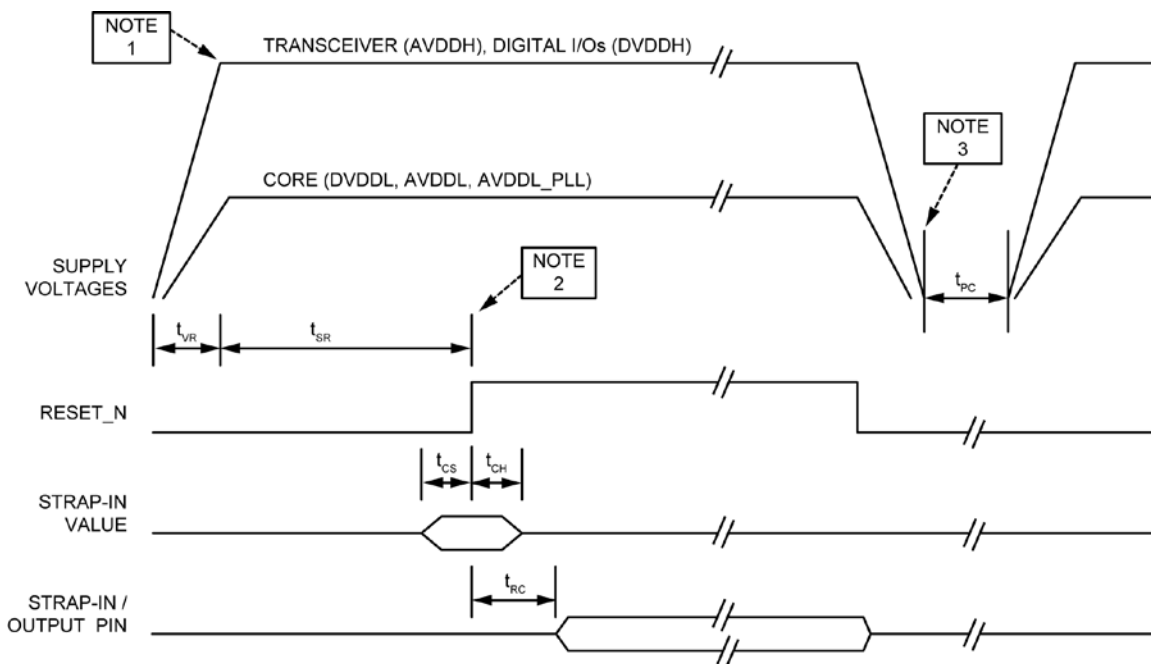 NOTE
1
TRANSCEIVER (AVDDH), DIGITAL I/Os (DVDDH)
NOTE
3
CORE (DVDDL, AVDDL, AVDDL_PLL)
SUPPLY
VOLTAGES
NOTE
2
tPC
tVR
tSR
RESET_N
tCS
tCH
STRAP-IN
VALUE
tRC
STRAP-IN /
OUTPUT PIN